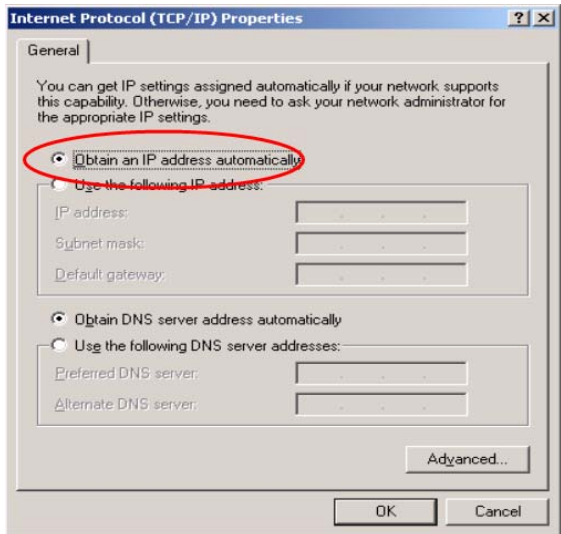 Internet Protocol (TCP/IP) Properties
General
You can get IP settings assigned automatically if your network supports
this capability. Otherwise, you need to ask your network administrator for
the appropriate IP settings.
Obtain an IP address automatically
Use the following IP address:
IP address:
Subnet mask:
Default gateway:
Obtain DNS server address automatically
Use the following DNS server addresses:
Preferred DNS server:
Alternate DNS server:
Advanced...
OK Cancel